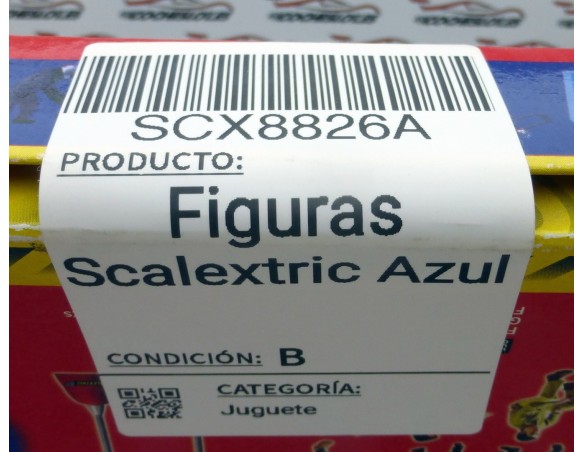 SCX8826A
PRODUCTO:
Figuras
Scalextric Azul
CONDICIÓN: B
CATEGORÍA:
Juguete